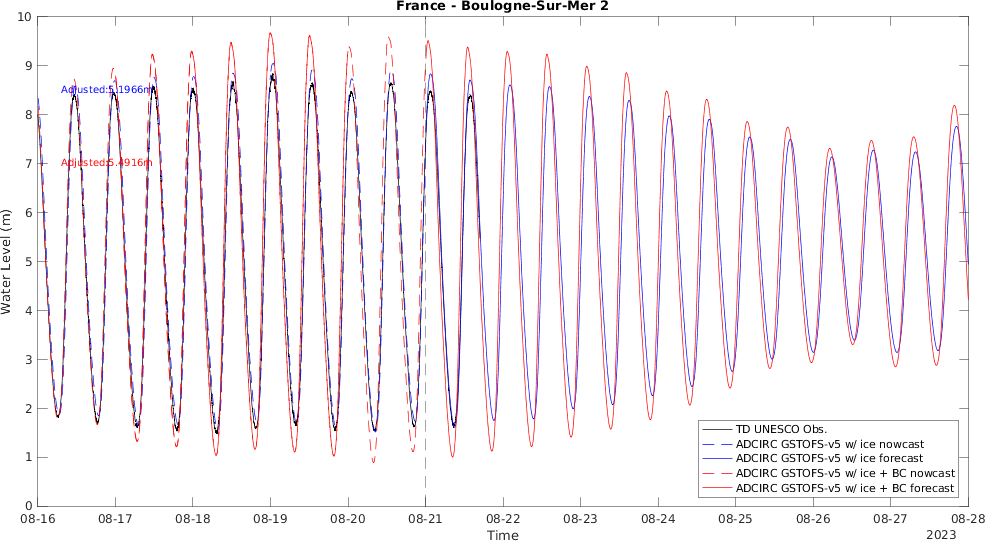 France - Boulogne-Sur-Mer 2
10
9
8
7
6
5
4
3
2
1
0
Water Level (m)
Adjusted:5.1966m
Adjusted:5.4916m
08-16
08-17
08-18
08-19
08-20
08-21
08-22
08-23
08-24
08-25
08-26
08-27
08-28
Time
2023
TD UNESCO Obs.
ADCIRC GSTOFS-v5 w/ ice nowcast
ADCIRC GSTOFS-v5 w/ ice forecast
ADCIRC GSTOFS-v5 w/ ice + BC nowcast
ADCIRC GSTOFS-v5 w/ ice + BC forecast